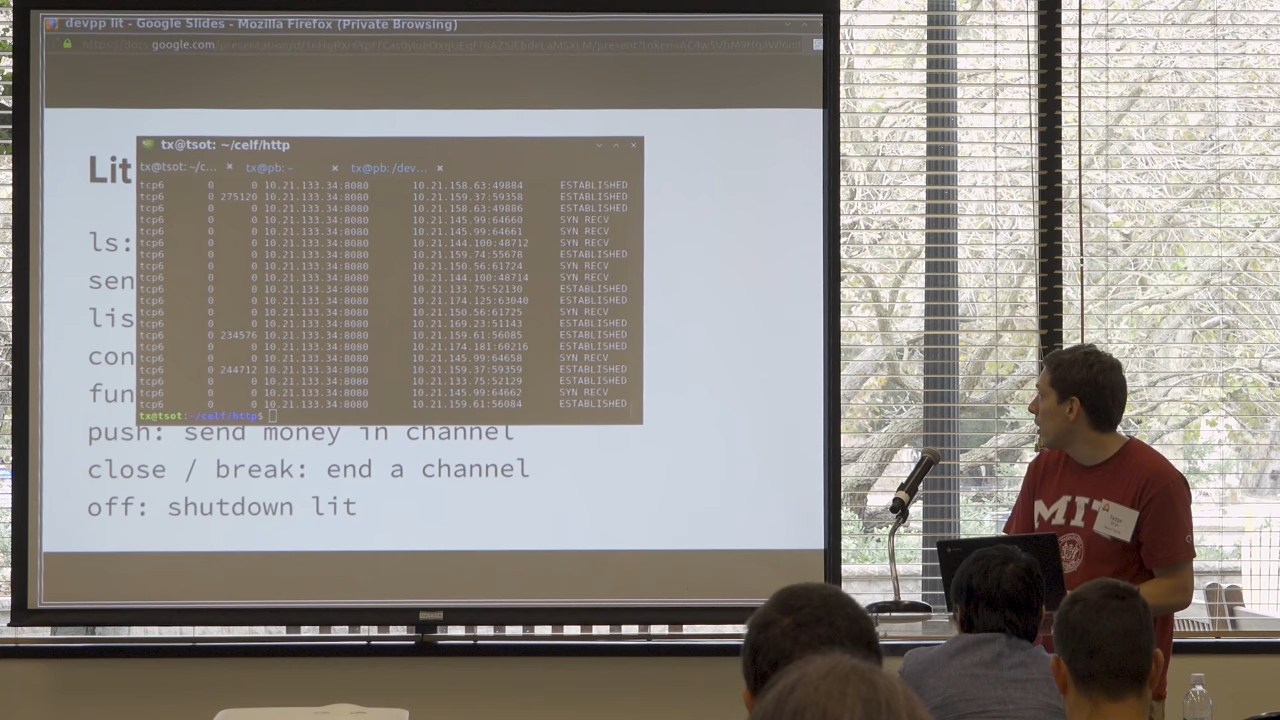 devpp lit - Google Slides - Mozilla Firefox (Private Browsing)
google.com
Lit
tx@tsot: ~/celf/http
tx@tsot: ~/c... × tx@pb: ~ × tx@pb: /dev... ×
tcp6 0 0 10.21.133.34:8080 10.21.158.63:49884 ESTABLISHED
tcp6 0 275120 10.21.133.34:8080 10.21.159.37:59358 ESTABLISHED
tcp6 0 0 10.21.133.34:8080 10.21.158.63:49886 ESTABLISHED
tcp6 0 0 10.21.133.34:8080 10.21.145.99:64660 SYN_RECV
tcp6 0 0 10.21.133.34:8080 10.21.145.99:64661 SYN_RECV
tcp6 0 0 10.21.133.34:8080 10.21.144.100:48712 SYN_RECV
tcp6 0 0 10.21.133.34:8080 10.21.159.74:55678 ESTABLISHED
tcp6 0 0 10.21.133.34:8080 10.21.150.56:61724 SYN_RECV
tcp6 0 0 10.21.133.34:8080 10.21.144.100:48714 SYN_RECV
tcp6 0 0 10.21.133.34:8080 10.21.133.75:52130 ESTABLISHED
tcp6 0 0 10.21.133.34:8080 10.21.174.125:63040 ESTABLISHED
tcp6 0 0 10.21.133.34:8080 10.21.150.56:61725 SYN_RECV
tcp6 0 0 10.21.133.34:8080 10.21.169.23:51143 ESTABLISHED
tcp6 0 234576 10.21.133.34:8080 10.21.159.61:56085 ESTABLISHED
tcp6 0 0 10.21.133.34:8080 10.21.174.181:60216 ESTABLISHED
tcp6 0 0 10.21.133.34:8080 10.21.145.99:64658 SYN_RECV
tcp6 0 244712 10.21.133.34:8080 10.21.159.37:59359 ESTABLISHED
tcp6 0 0 10.21.133.34:8080 10.21.133.75:52129 ESTABLISHED
tcp6 0 0 10.21.133.34:8080 10.21.145.99:64662 SYN_RECV
tcp6 0 0 10.21.133.34:8080 10.21.159.61:56084 ESTABLISHED
tx@tsot:~/celf/http$
ls:
sen
lis
con
fun
push: send money in channel
close / break: end a channel
off: shutdown lit
MIT